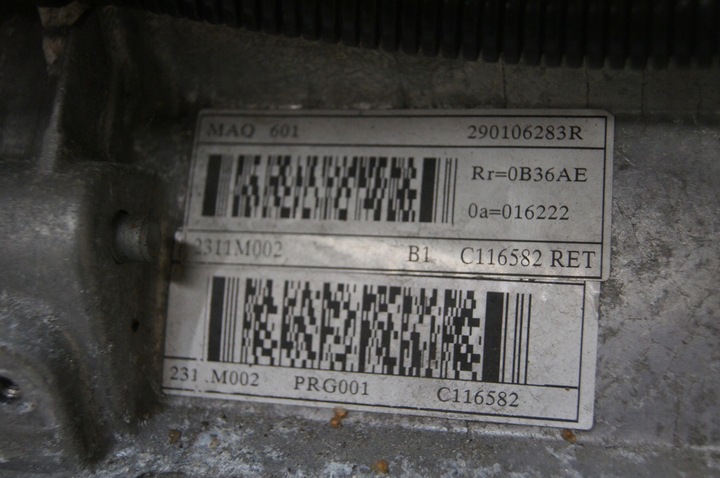 MAQ 601 290106283R
Rr=0B36AE
0a=016222
2311M002 B1 C116582 RET
231.M002 PRG001 C116582